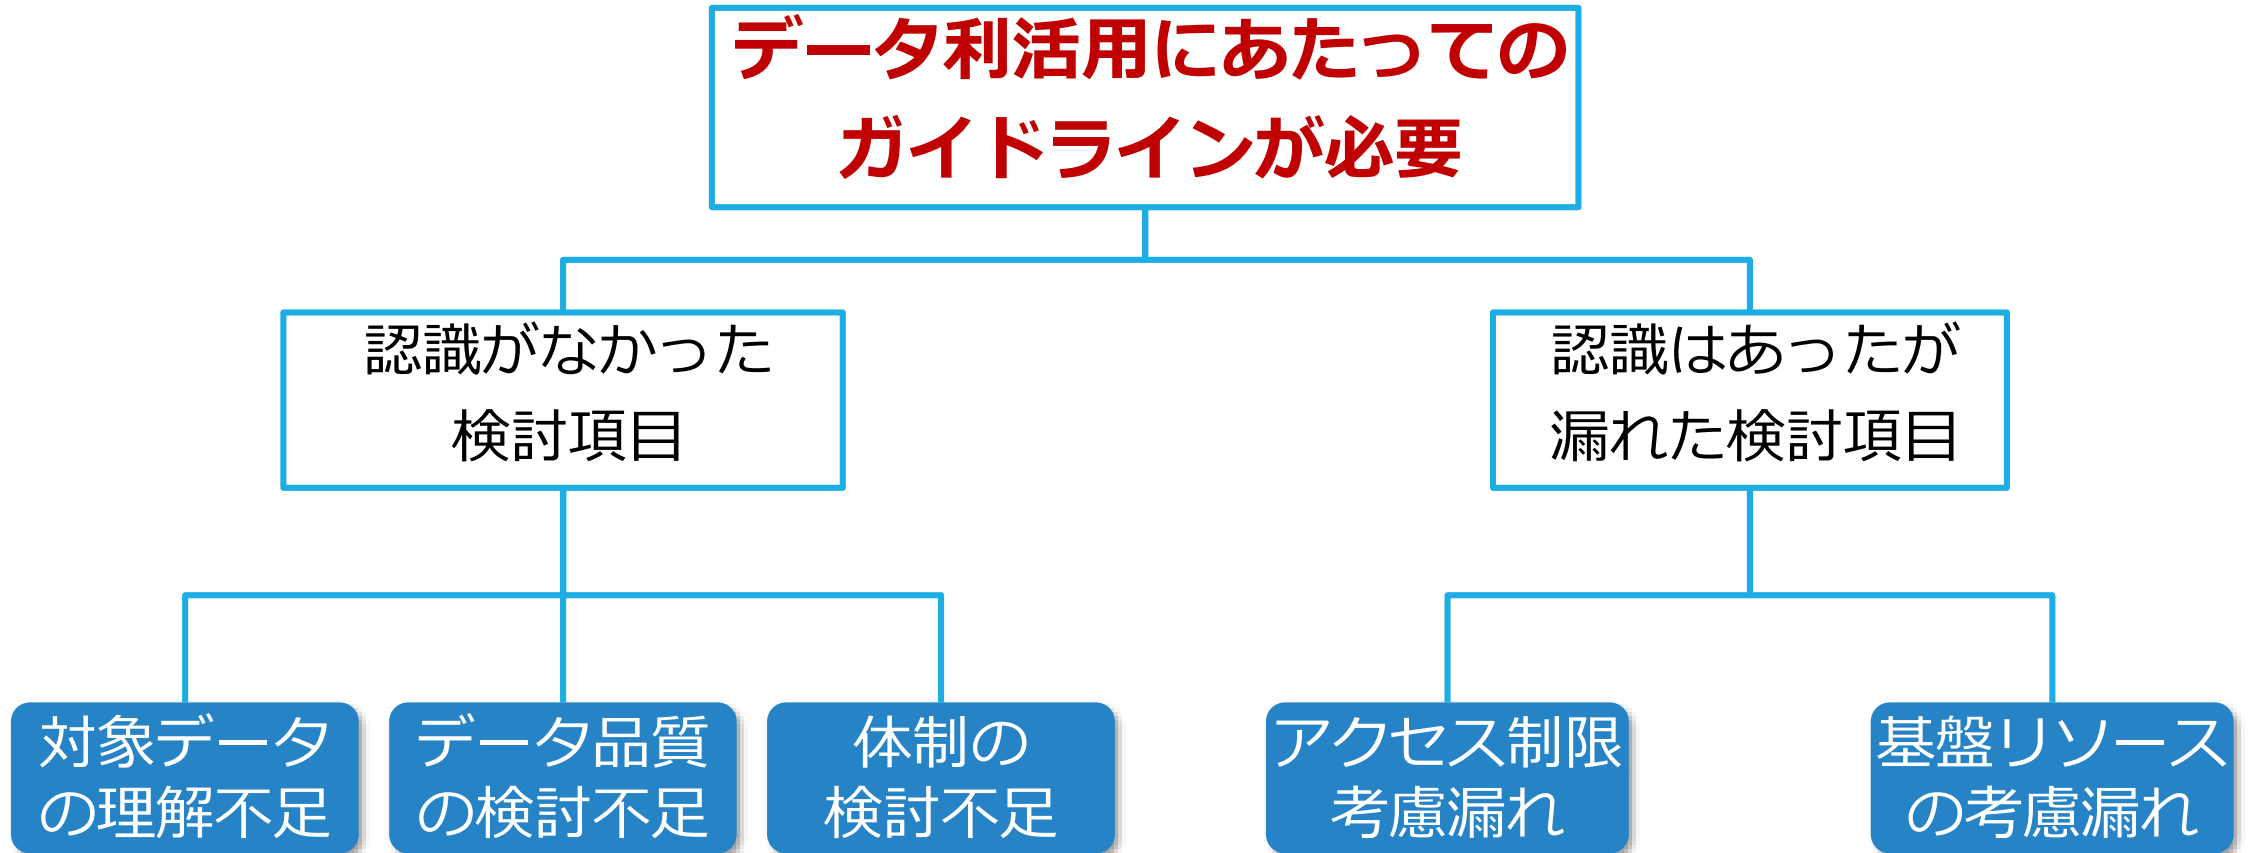 データ利活用にあたっての
ガイドラインが必要
認識がなかった
検討項目
認識はあったが
漏れた検討項目
対象データ
の理解不足
データ品質
の検討不足
体制の
検討不足
アクセス制限
考慮漏れ
基盤リソース
の考慮漏れ